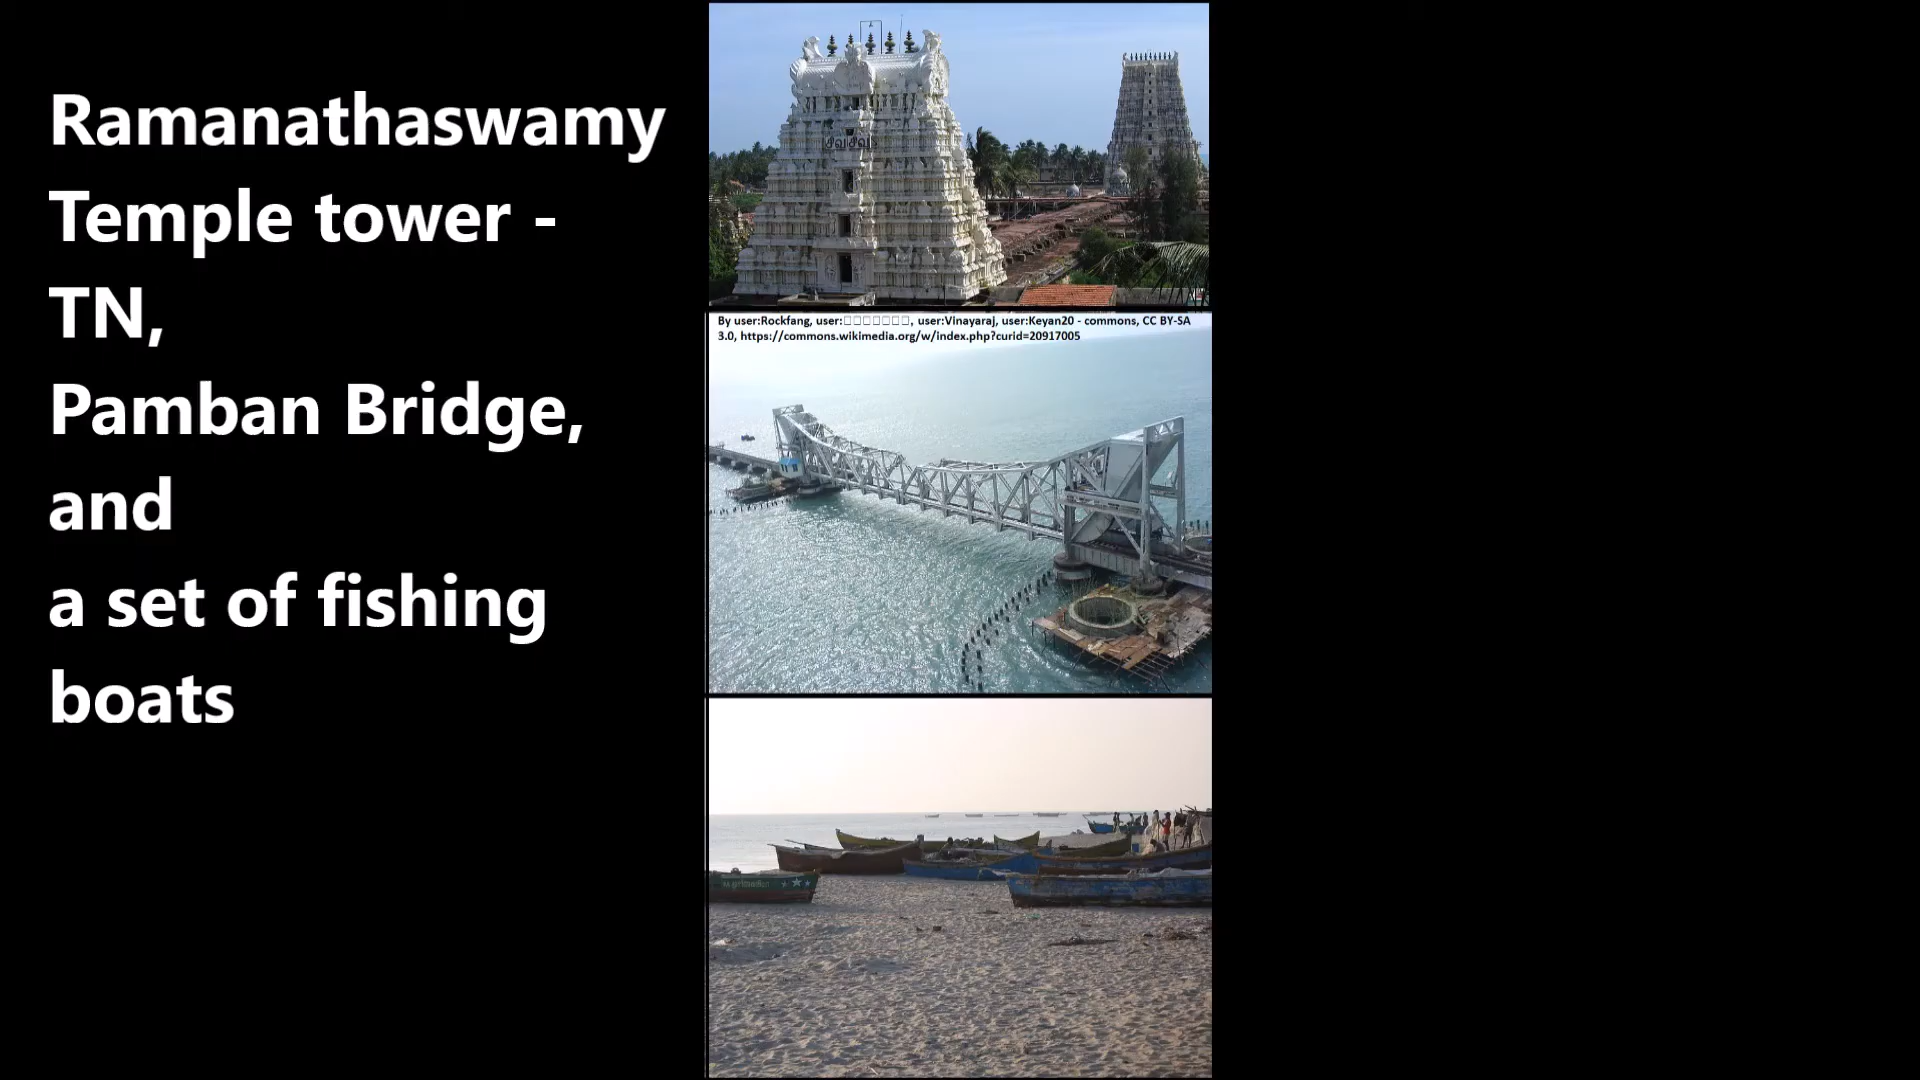 Ramanathaswamy
Temple tower -
TN,
Pamban Bridge,
and
a set of fishing
boats
சிவசிவ
By user:Rockfang, user:□□□□□□□, user:Vinayaraj, user:Keyan20 - commons, CC BY-SA
3.0, https://commons.wikimedia.org/w/index.php?curid=20917005